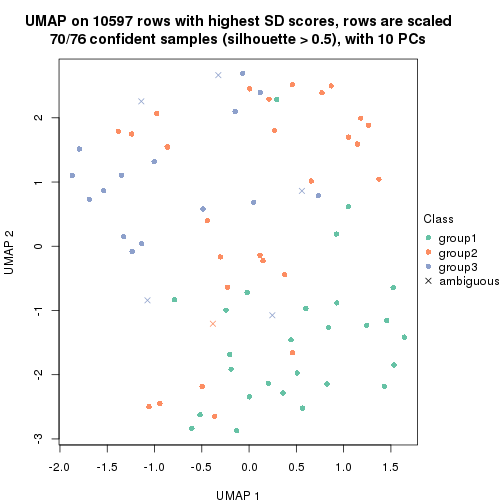 UMAP on 10597 rows with highest SD scores, rows are scaled
70/76 confident samples (silhouette > 0.5), with 10 PCs
2
1
0
-1
-2
-3
UMAP 2
-2.0 -1.5 -1.0 -0.5 0.0 0.5 1.0 1.5
UMAP 1
Class
group1
group2
group3
ambiguous